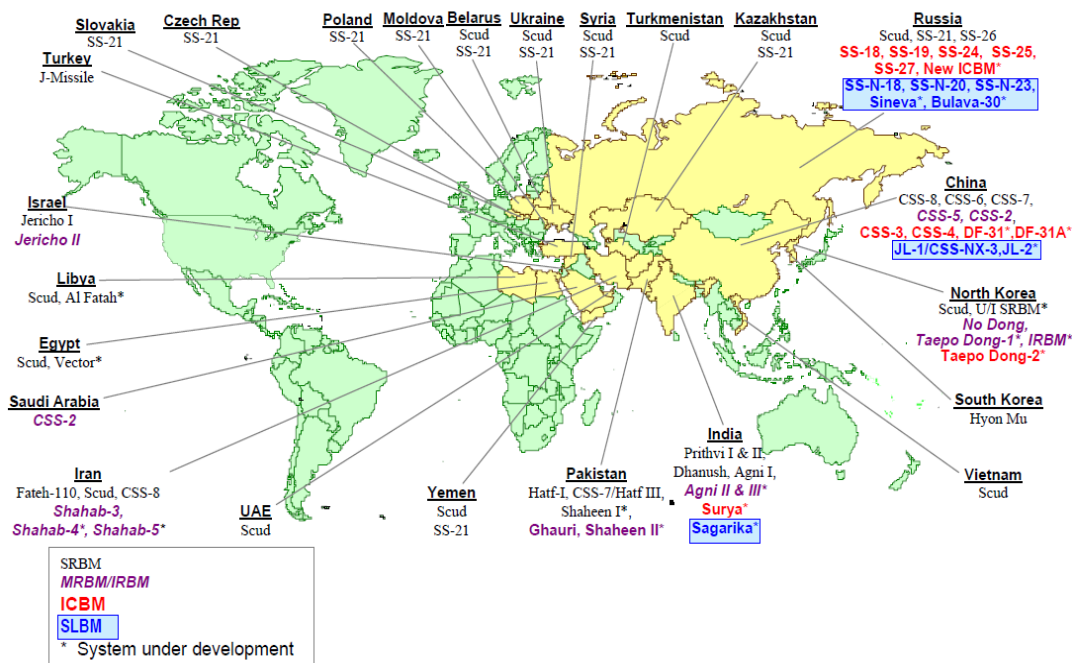 Slovakia
SS-21
Czech Rep
SS-21
Poland
SS-21
Moldova
SS-21
Belarus
Scud
SS-21
Ukraine
Scud
SS-21
Syria
Scud
SS-21
Turkmenistan
Scud
Kazakhstan
Scud
SS-21
Russia
Scud, SS-21, SS-26
SS-18, SS-19, SS-24, SS-25,
SS-27, New ICBM*
SS-N-18, SS-N-20, SS-N-23,
Sineva*, Bulava-30*
Turkey
J-Missile
Israel
Jericho I
Jericho II
China
CSS-8, CSS-6, CSS-7,
CSS-5, CSS-2,
CSS-3, CSS-4, DF-31*,DF-31A*
JL-1/CSS-NX-3,JL-2*
Libya
Scud, Al Fatah*
North Korea
Scud, U/I SRBM*
No Dong,
Taepo Dong-1*, IRBM*
Taepo Dong-2*
Egypt
Scud, Vector*
Saudi Arabia
CSS-2
South Korea
Hyon Mu
Iran
Fateh-110, Scud, CSS-8
Shahab-3,
Shahab-4*, Shahab-5*
UAE
Scud
Yemen
Scud
SS-21
Pakistan
Hatf-I, CSS-7/Hatf III,
Shaheen I*,
Ghauri, Shaheen II*
India
Prithvi I & II,
Dhanush, Agni I,
Agni II & III*
Surya*
Sagarika*
Vietnam
Scud
SRBM
MRBM/IRBM
ICBM
SLBM
* System under development